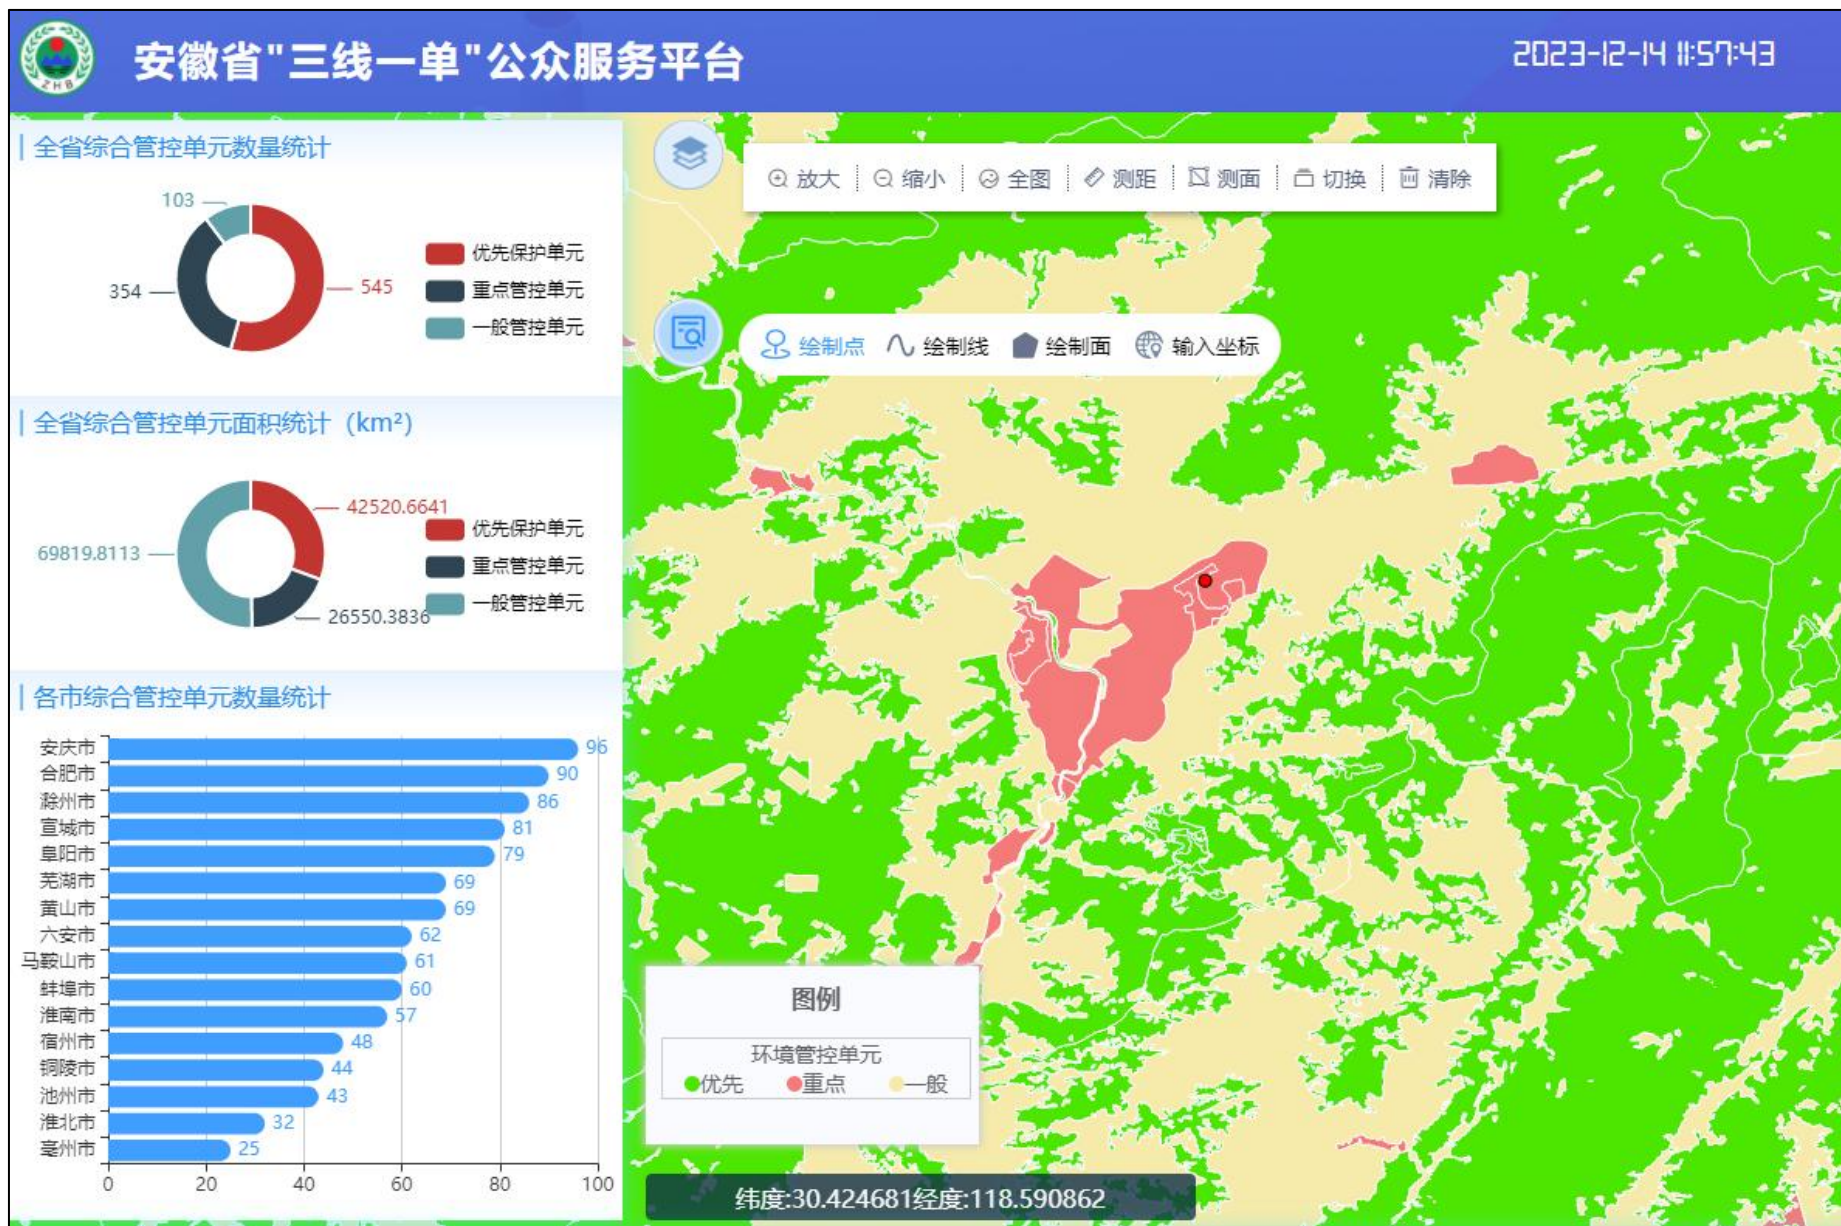 安徽省"三线一单"公众服务平台
2023-12-14 11:57:43
ZHB
全省综合管控单元数量统计
103
354
545
优先保护单元
重点管控单元
一般管控单元
全省综合管控单元面积统计（km²）
42520.6641
69819.8113
26550.3836
优先保护单元
重点管控单元
一般管控单元
各市综合管控单元数量统计
安庆市 96
合肥市 90
滁州市 86
宣城市 81
阜阳市 79
芜湖市 69
黄山市 69
六安市 62
马鞍山市 61
蚌埠市 60
淮南市 57
宿州市 48
铜陵市 44
池州市 43
淮北市 32
亳州市 25
0 20 40 60 80 100
放大 缩小 全图 测距 测面 切换 清除
绘制点 绘制线 绘制面 输入坐标
图例
环境管控单元
优先 重点 一般
纬度:30.424681经度:118.590862